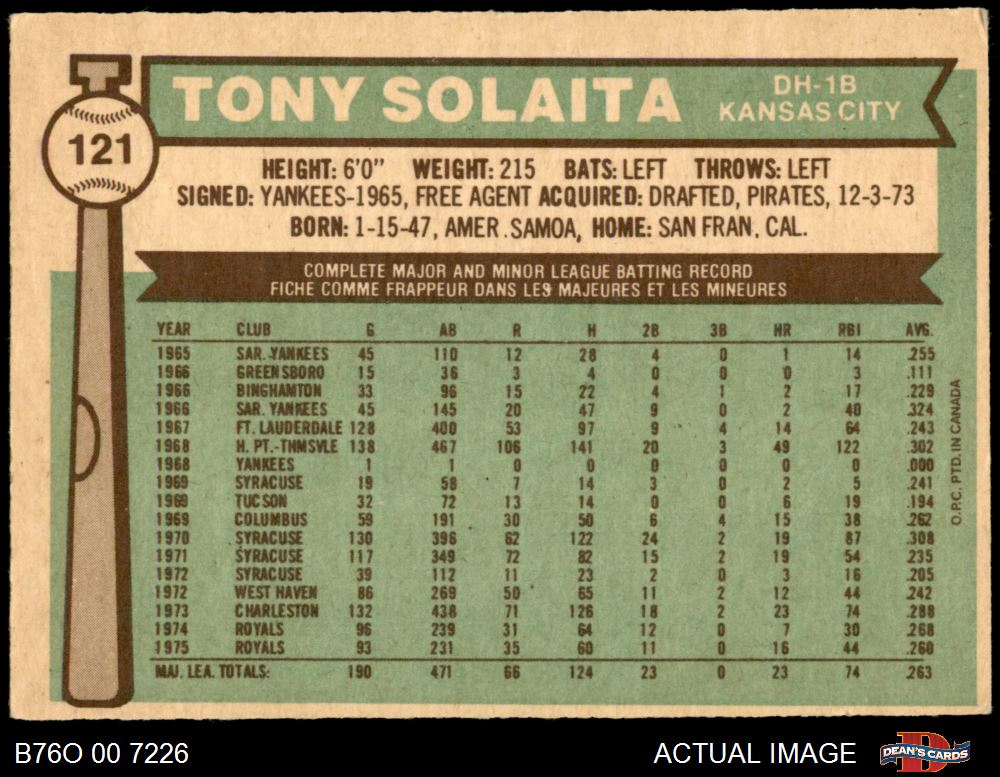 TONY SOLAITA
DH-1B
KANSAS CITY
121
HEIGHT: 6'0" WEIGHT: 215 BATS: LEFT THROWS: LEFT
SIGNED: YANKEES-1965, FREE AGENT ACQUIRED: DRAFTED, PIRATES, 12-3-73
BORN: 1-15-47, AMER. SAMOA, HOME: SAN FRAN, CAL.
COMPLETE MAJOR AND MINOR LEAGUE BATTING RECORD
FICHE COMME FRAPPEUR DANS LES MAJEURES ET LES MINEURES
YEAR CLUB G AB R H 2B 3B HR RBI AVG.
1965 SAR. YANKEES 45 110 12 28 4 0 1 14 .255
1966 GREENSBORO 15 36 3 4 0 0 0 3 .111
1966 BINGHAMTON 33 96 15 22 4 1 2 17 .229
1966 SAR. YANKEES 45 145 20 47 9 0 2 40 .324
1967 FT. LAUDERDALE 128 400 53 97 9 4 14 64 .243
1968 H. PT.-THMSVLE 138 467 106 141 20 3 49 122 .302
1968 YANKEES 1 1 0 0 0 0 0 0 .000
1969 SYRACUSE 19 58 7 14 3 0 2 5 .241
1969 TUCSON 32 72 13 14 0 0 6 19 .194
1969 COLUMBUS 59 191 30 50 6 4 15 38 .262
1970 SYRACUSE 130 396 62 122 24 2 19 87 .308
1971 SYRACUSE 117 349 72 82 15 2 19 54 .235
1972 SYRACUSE 39 112 11 23 2 0 3 16 .205
1972 WEST HAVEN 86 269 50 65 11 2 12 44 .242
1973 CHARLESTON 132 438 71 126 18 2 23 74 .288
1974 ROYALS 96 239 31 64 12 0 7 30 .268
1975 ROYALS 93 231 35 60 11 0 16 44 .260
MAJ. LEA. TOTALS: 190 471 66 124 23 0 23 74 .263
O.P.C. PTD. IN CANADA
B76O 00 7226
ACTUAL IMAGE
DEAN'S CARDS